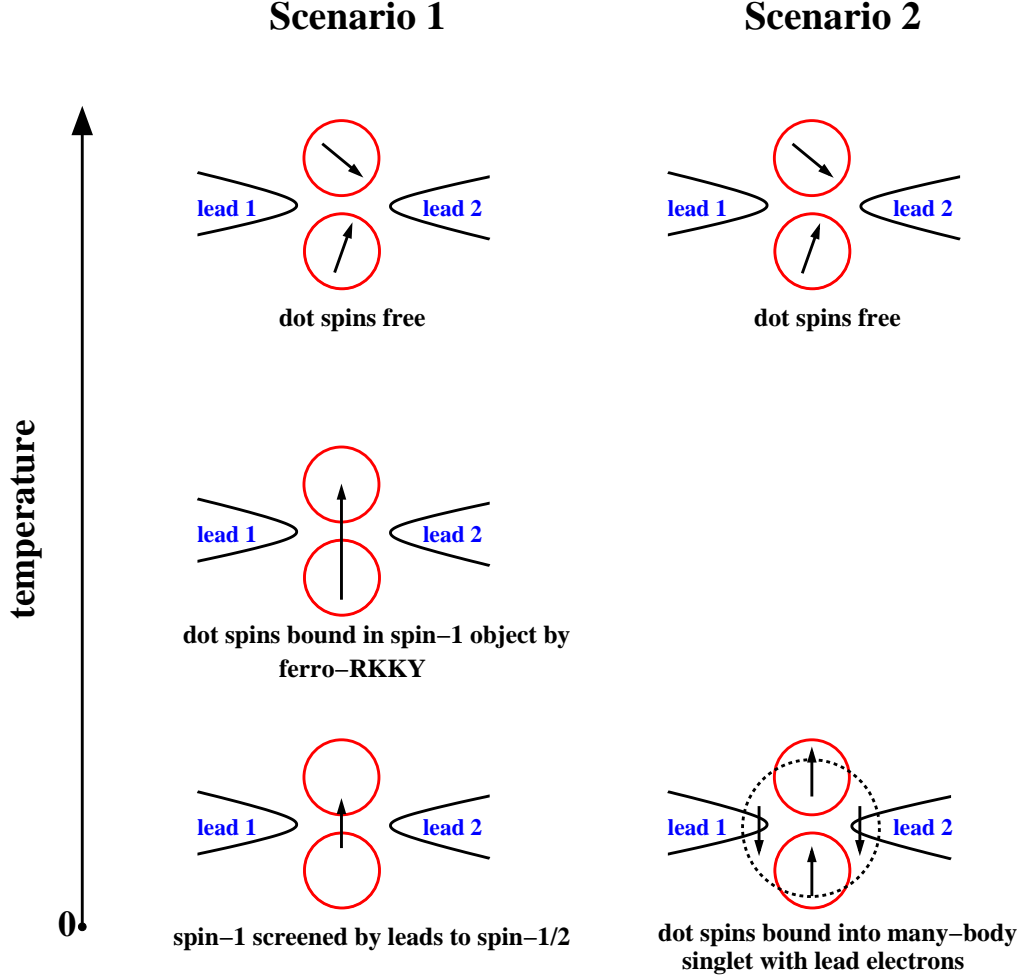 Scenario 1
Scenario 2
lead 1
lead 2
lead 1
lead 2
dot spins free
dot spins free
temperature
lead 1
lead 2
dot spins bound in spin−1 object by
ferro−RKKY
lead 1
lead 2
lead 1
lead 2
0
spin−1 screened by leads to spin−1/2
dot spins bound into many−body
singlet with lead electrons